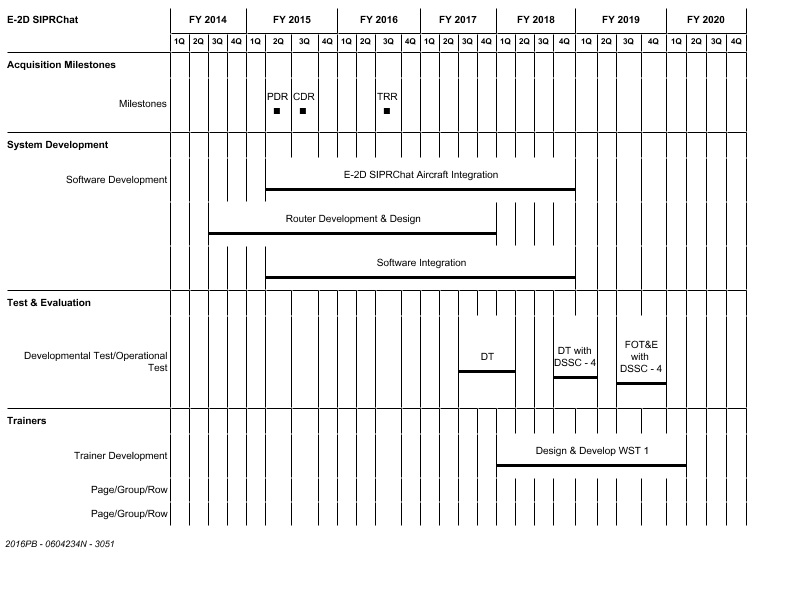 E-2D SIPRChat FY 2014 FY 2015 FY 2016 FY 2017 FY 2018 FY 2019 FY 2020
1Q 2Q 3Q 4Q 1Q 2Q 3Q 4Q 1Q 2Q 3Q 4Q 1Q 2Q 3Q 4Q 1Q 2Q 3Q 4Q 1Q 2Q 3Q 4Q 1Q 2Q 3Q 4Q
Acquisition Milestones
PDR CDR TRR
Milestones
System Development
E-2D SIPRChat Aircraft Integration
Software Development
Router Development & Design
Software Integration
Test & Evaluation
Developmental Test/Operational
Test
DT
DT with
DSSC - 4
FOT&E
with
DSSC - 4
Trainers
Design & Develop WST 1
Trainer Development
Page/Group/Row
Page/Group/Row
2016PB - 0604234N - 3051